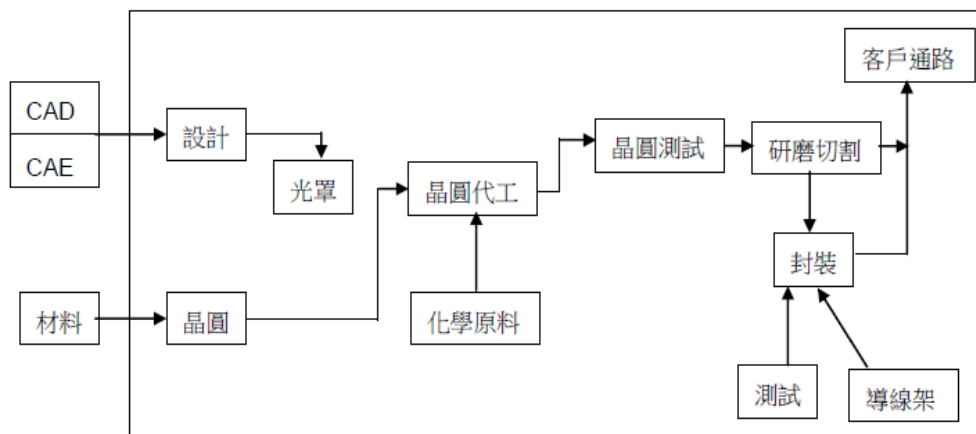 客戶通路
CAD
CAE
設計
晶圓測試
研磨切割
光罩
晶圓代工
封裝
材料
晶圓
化學原料
測試
導線架